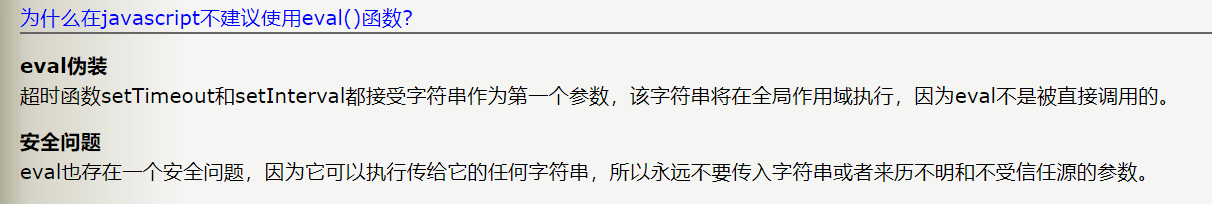 为什么在javascript不建议使用eval()函数?
eval伪装
超时函数setTimeout和setInterval都接受字符串作为第一个参数，该字符串将在全局作用域执行，因为eval不是被直接调用的。
安全问题
eval也存在一个安全问题，因为它可以执行传给它的任何字符串，所以永远不要传入字符串或者来历不明和不受信任源的参数。